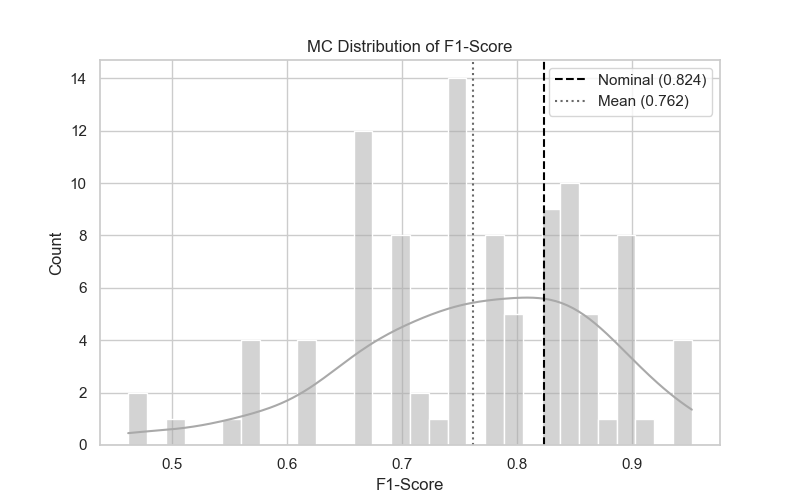 MC Distribution of F1-Score
Nominal (0.824)
Mean (0.762)
14
12
10
8
6
4
2
0
Count
0.5
0.6
0.7
0.8
0.9
F1-Score